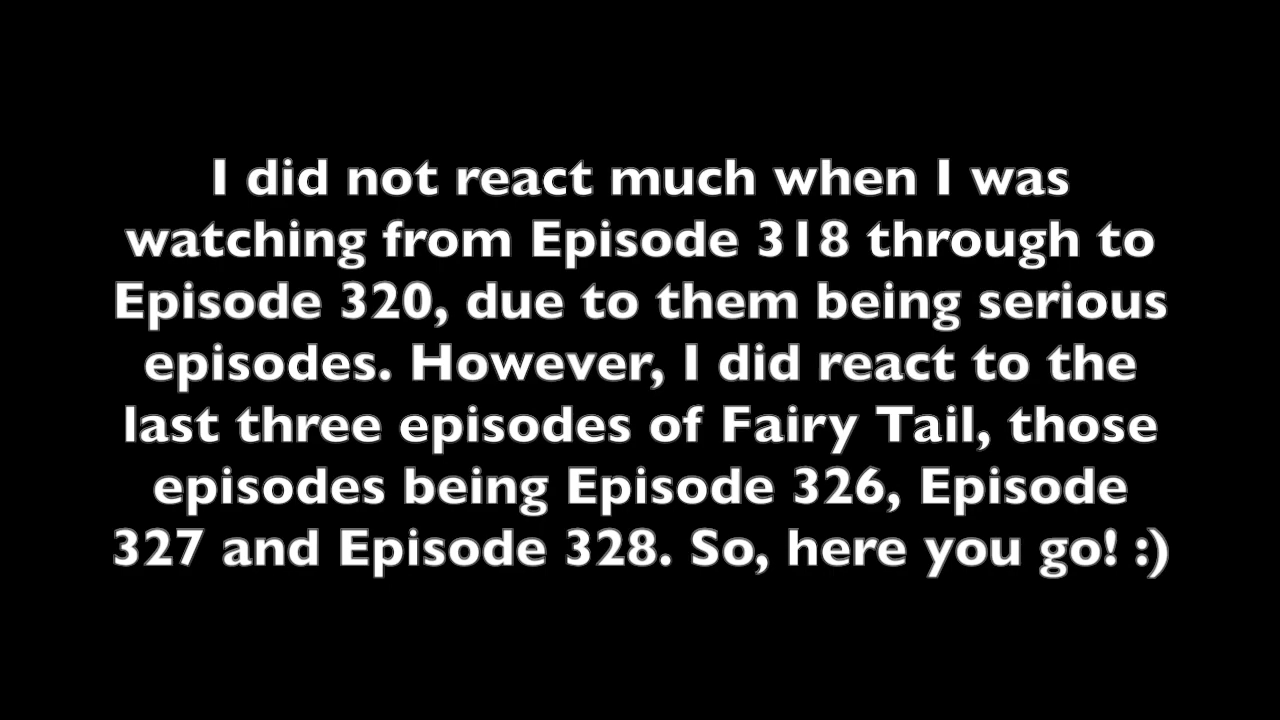 I did not react much when I was
watching from Episode 318 through to
Episode 320, due to them being serious
episodes. However, I did react to the
last three episodes of Fairy Tail, those
episodes being Episode 326, Episode
327 and Episode 328. So, here you go! :)